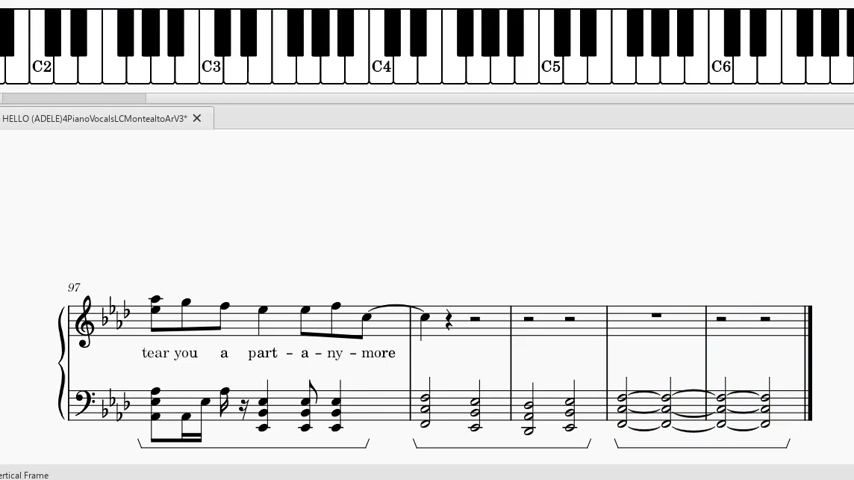 C2 C3 C4 C5 C6
HELLO (ADELE)4PianoVocalsLCMontealtoArV3* ✕
97
tear you a part - a - ny - more
ertical Frame